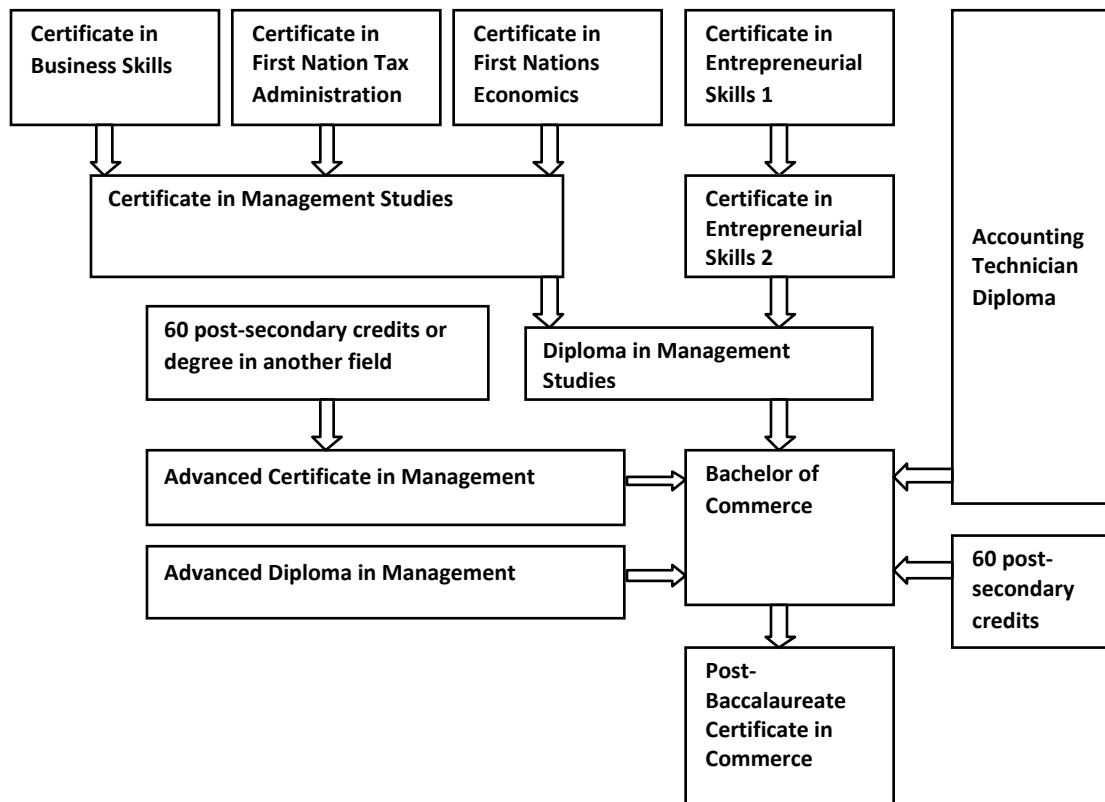 Certificate in
Business Skills
Certificate in
First Nation Tax
Administration
Certificate in
First Nations
Economics
Certificate in
Entrepreneurial
Skills 1
Certificate in Management Studies
Certificate in
Entrepreneurial
Skills 2
Accounting
Technician
Diploma
60 post-secondary credits or
degree in another field
Diploma in Management
Studies
Advanced Certificate in Management
Bachelor of
Commerce
Advanced Diploma in Management
60 post-
secondary
credits
Post-
Baccalaureate
Certificate in
Commerce